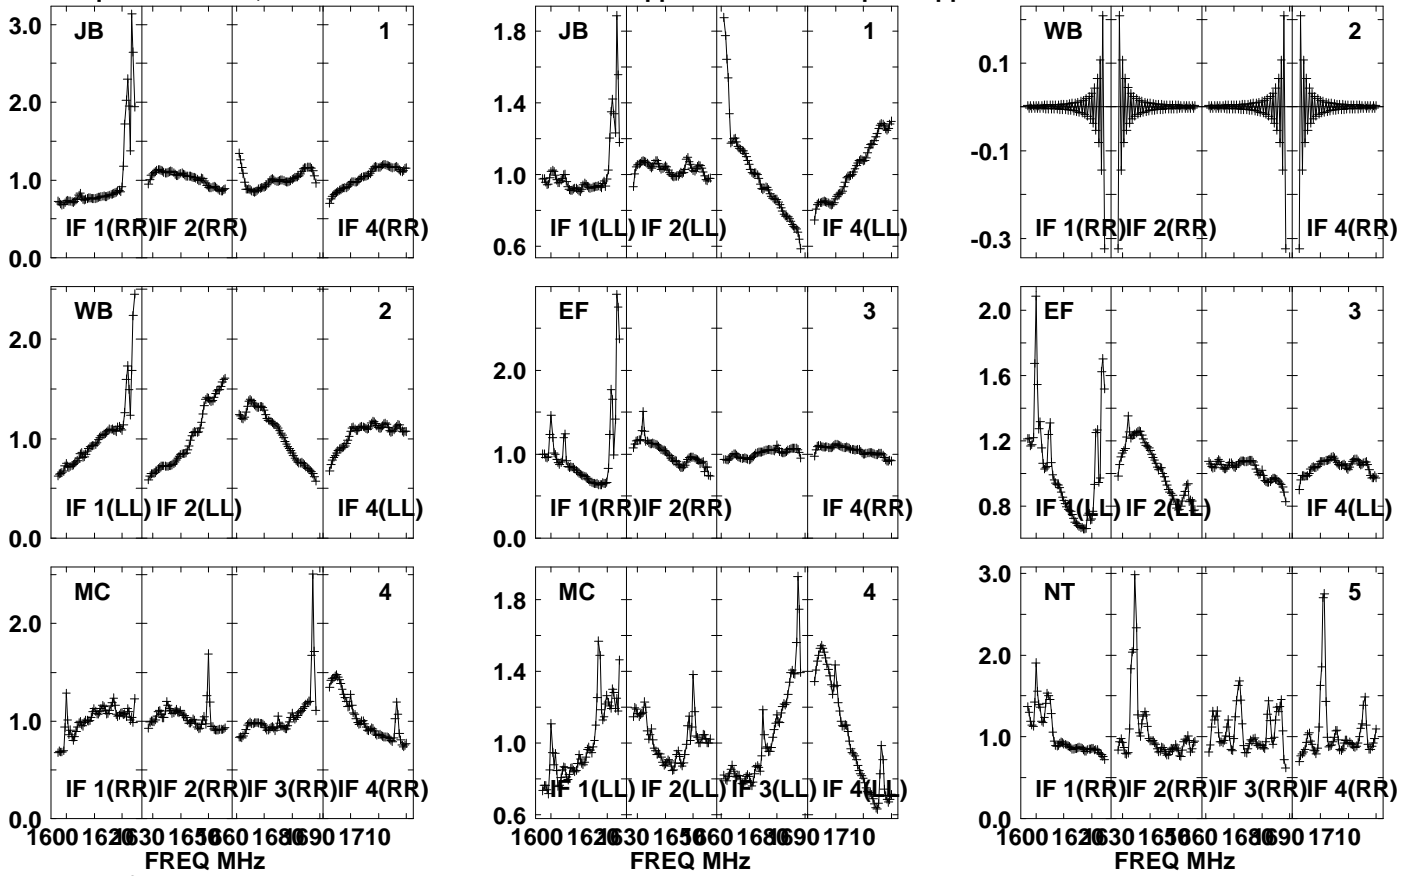 3.0
2.0
1.0
0.0
JB 1
IF 1(RR) IF 2(RR) IF 4(RR)
1.8
1.4
1.0
0.6
JB 1
IF 1(LL) IF 2(LL) IF 4(LL)
0.1
-0.1
-0.3
WB 2
IF 1(RR) IF 2(RR) IF 4(RR)
2.0
1.0
0.0
WB 2
IF 1(LL) IF 2(LL) IF 4(LL)
2.0
1.0
0.0
EF 3
IF 1(RR) IF 2(RR) IF 4(RR)
2.0
1.6
1.2
0.8
EF 3
IF 1(LL) IF 2(LL) IF 4(LL)
2.0
1.0
0.0
MC 4
IF 1(RR) IF 2(RR) IF 3(RR) IF 4(RR)
1600 1620 1630 1650 1660 1680 1690 1710
FREQ MHz
1.8
1.4
1.0
0.6
MC 4
IF 1(LL) IF 2(LL) IF 3(LL) IF 4(LL)
1600 1620 1630 1650 1660 1680 1690 1710
FREQ MHz
3.0
2.0
1.0
0.0
NT 5
IF 1(RR) IF 2(RR) IF 3(RR) IF 4(RR)
1600 1620 1630 1650 1660 1680 1690 1710
FREQ MHz